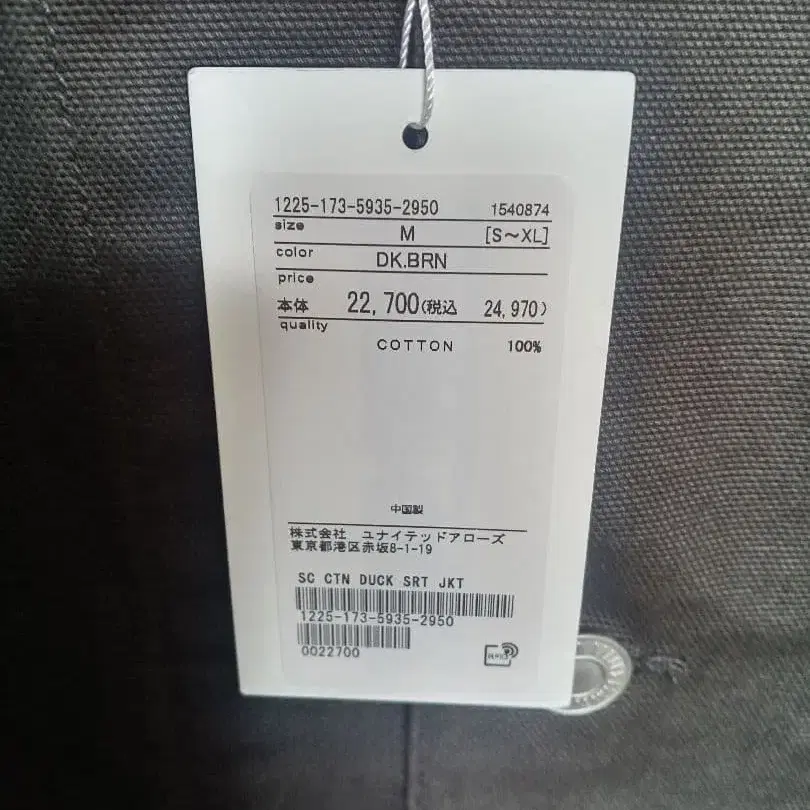 1225-173-5935-2950 1540874
size M [S～XL]
color DK.BRN
price
本体 22,700(税込 24,970)
quality
COTTON 100%
中国製
株式会社 ユナイテッドアローズ
東京都港区赤坂8-1-19
SC CTN DUCK SRT JKT
1225-173-5935-2950
0022700